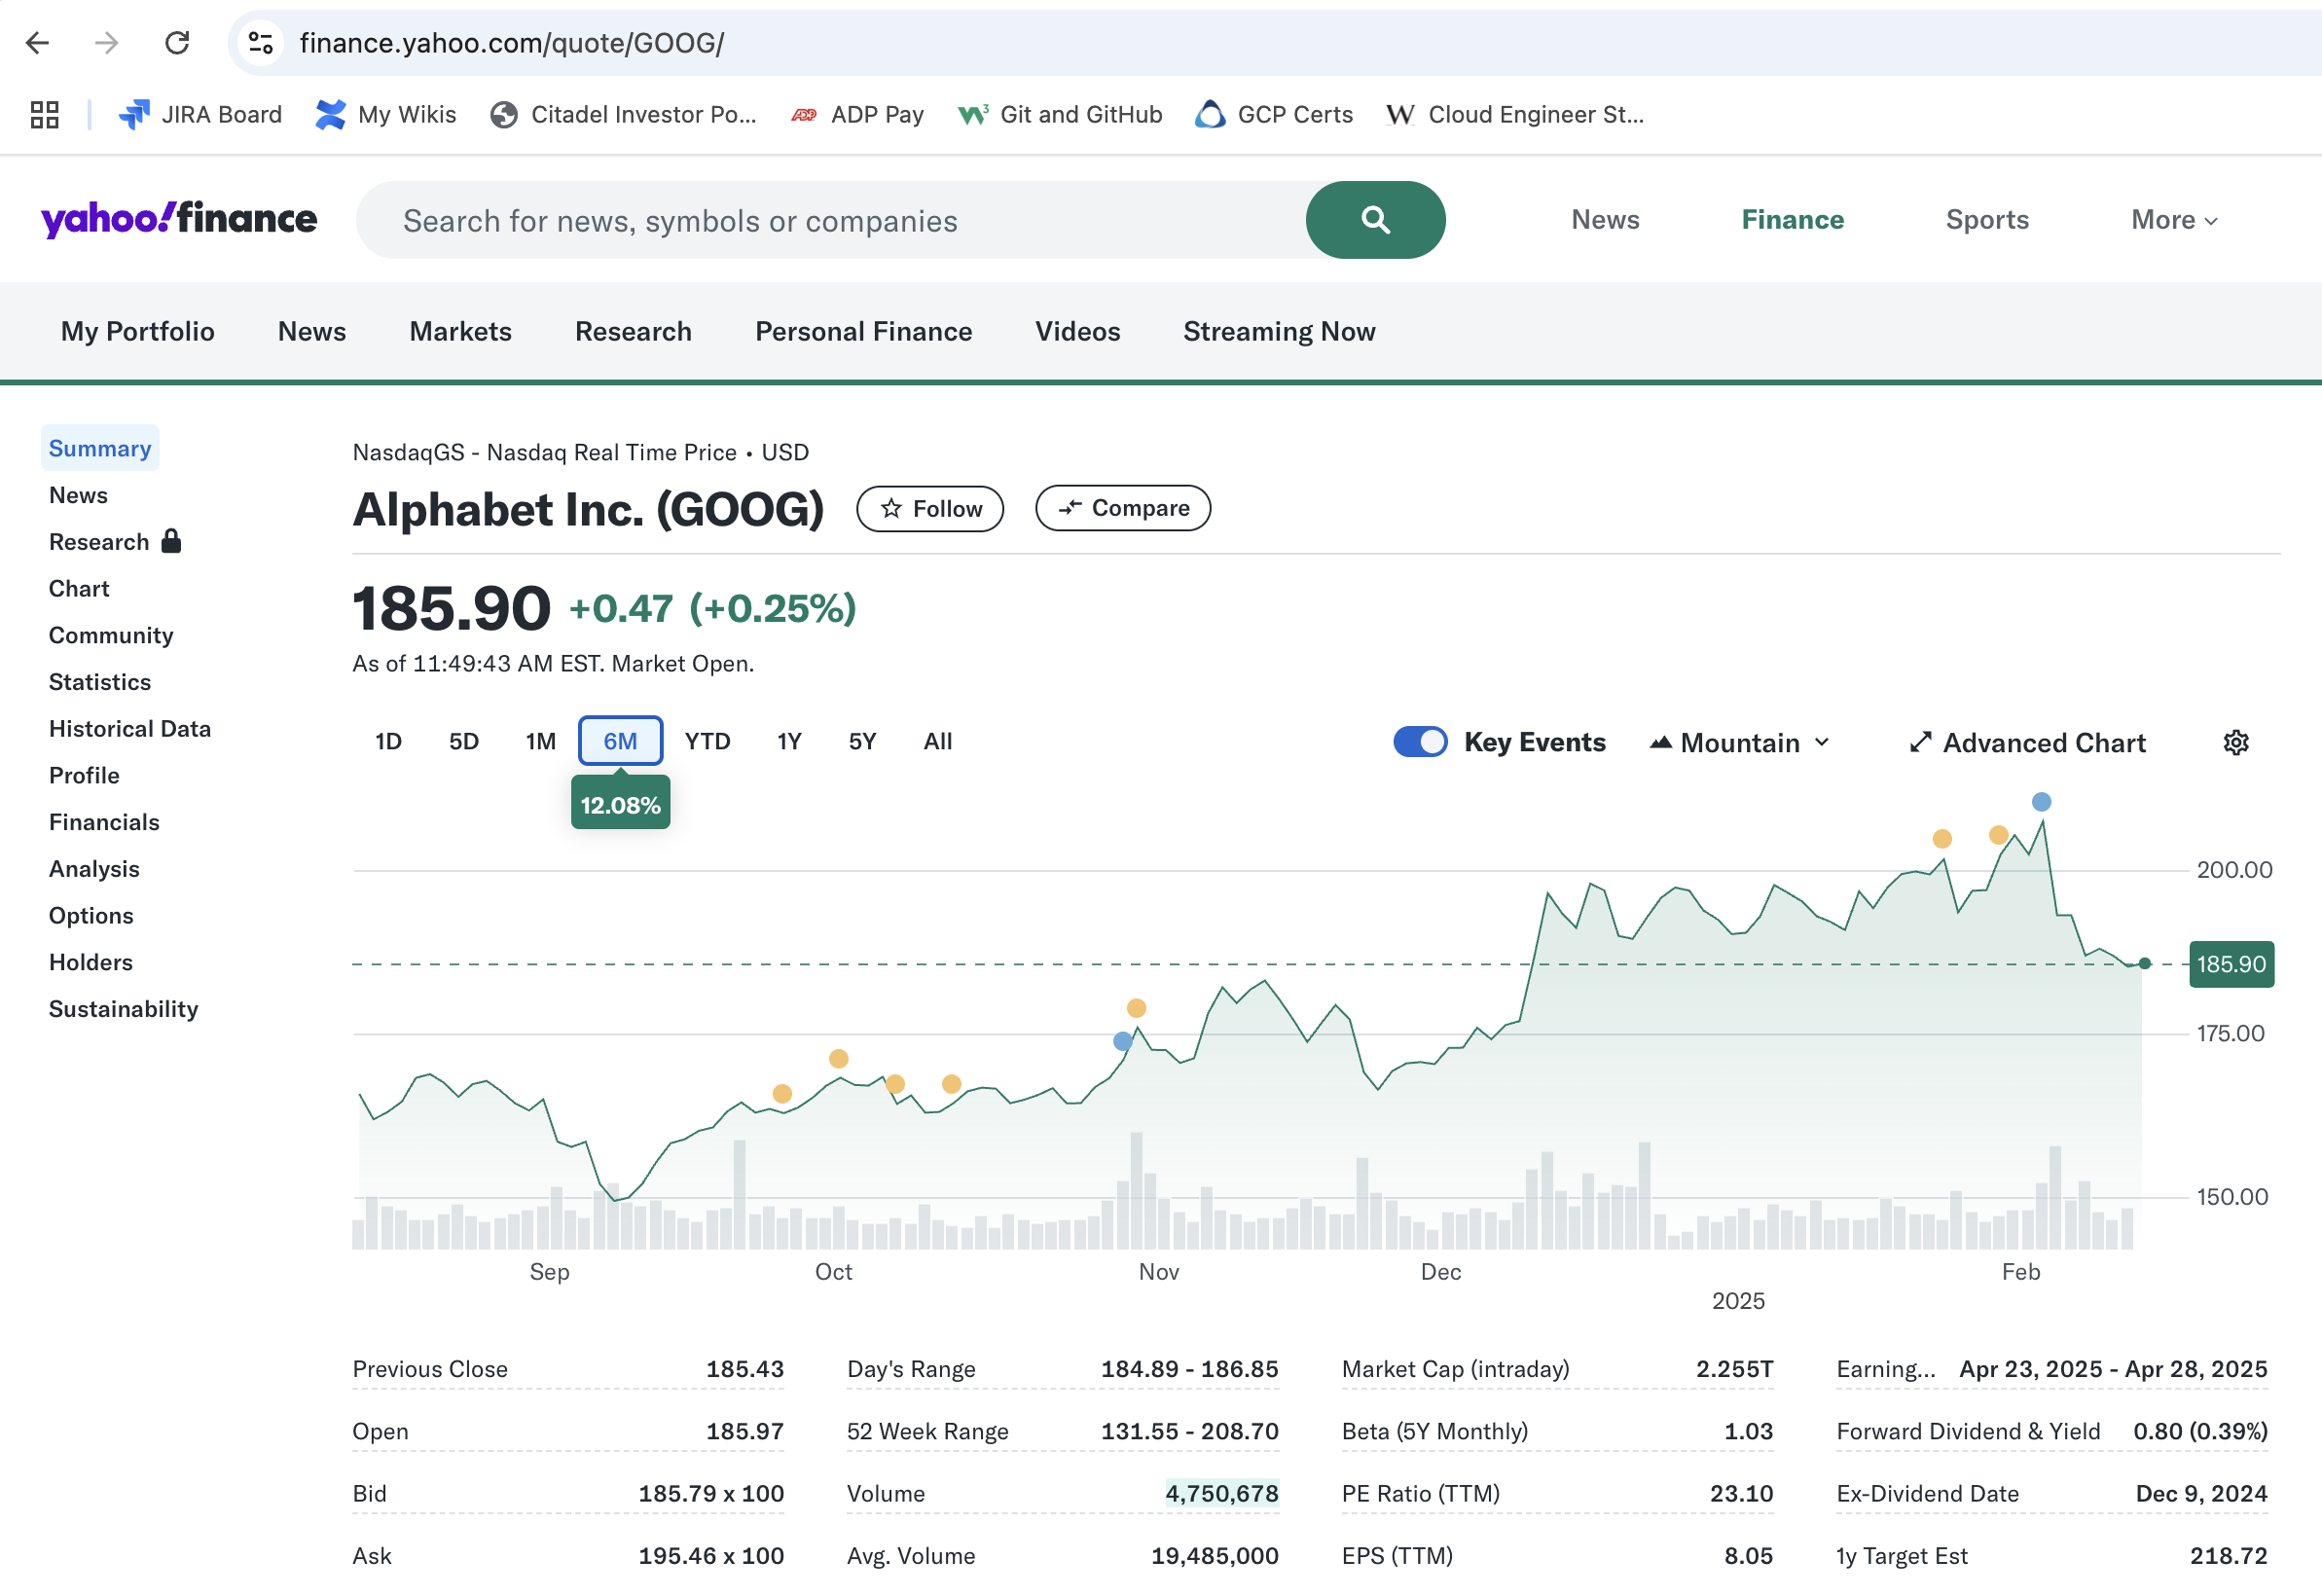 finance.yahoo.com/quote/GOOG/
JIRA Board My Wikis Citadel Investor Po... ADP ADP Pay W3 Git and GitHub GCP Certs W Cloud Engineer St...
yahoo!finance Search for news, symbols or companies News Finance Sports More
My Portfolio News Markets Research Personal Finance Videos Streaming Now
Summary
News
Research
Chart
Community
Statistics
Historical Data
Profile
Financials
Analysis
Options
Holders
Sustainability
NasdaqGS - Nasdaq Real Time Price • USD
Alphabet Inc. (GOOG) Follow Compare
185.90 +0.47 (+0.25%)
As of 11:49:43 AM EST. Market Open.
1D 5D 1M 6M YTD 1Y 5Y All Key Events Mountain Advanced Chart
12.08%
200.00
185.90
175.00
150.00
Sep Oct Nov Dec Feb
2025
Previous Close 185.43 Day's Range 184.89 - 186.85 Market Cap (intraday) 2.255T Earning... Apr 23, 2025 - Apr 28, 2025
Open 185.97 52 Week Range 131.55 - 208.70 Beta (5Y Monthly) 1.03 Forward Dividend & Yield 0.80 (0.39%)
Bid 185.79 x 100 Volume 4,750,678 PE Ratio (TTM) 23.10 Ex-Dividend Date Dec 9, 2024
Ask 195.46 x 100 Avg. Volume 19,485,000 EPS (TTM) 8.05 1y Target Est 218.72